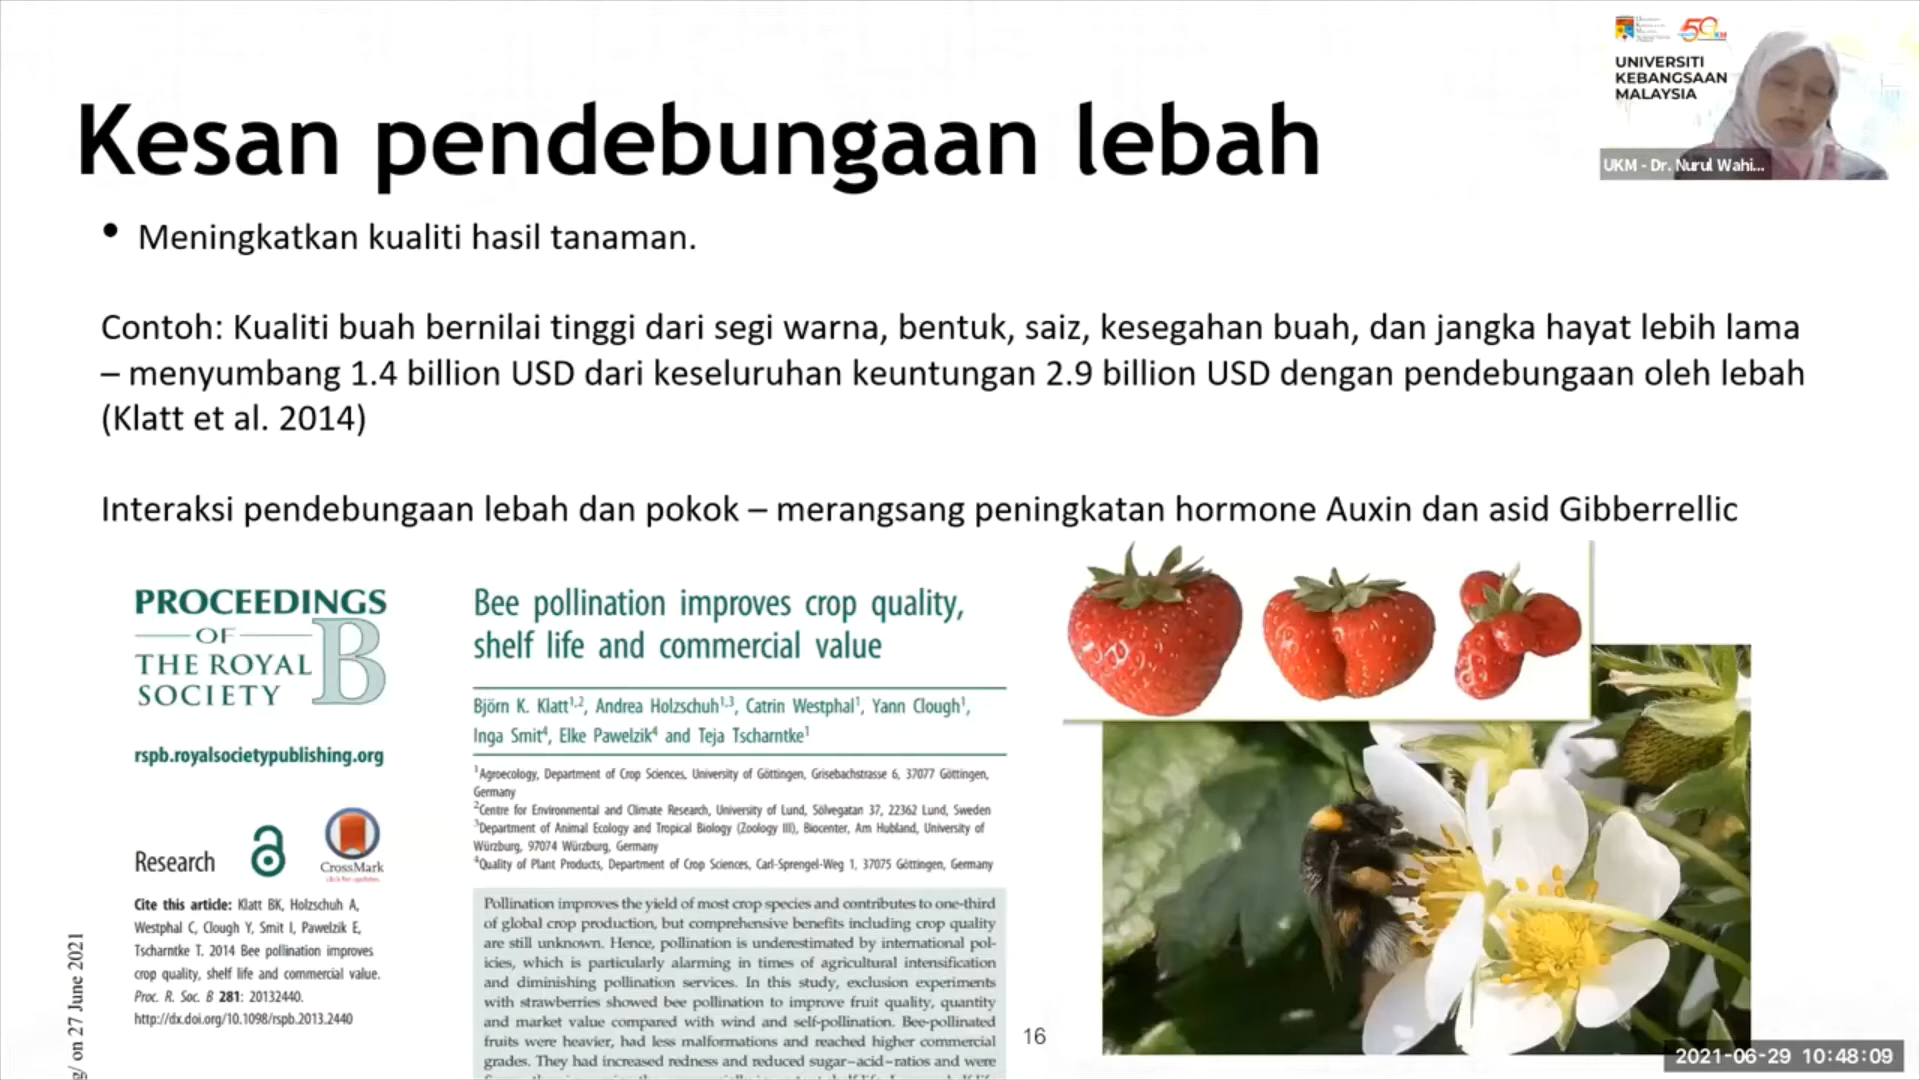 Kesan pendebungaan lebah
UNIVERSITI
KEBANGSAAN
MALAYSIA
UKM - Dr. Nurul Wahi...
• Meningkatkan kualiti hasil tanaman.
Contoh: Kualiti buah bernilai tinggi dari segi warna, bentuk, saiz, kesegahan buah, dan jangka hayat lebih lama
– menyumbang 1.4 billion USD dari keseluruhan keuntungan 2.9 billion USD dengan pendebungaan oleh lebah
(Klatt et al. 2014)
Interaksi pendebungaan lebah dan pokok – merangsang peningkatan hormone Auxin dan asid Gibberrellic
PROCEEDINGS
OF
THE ROYAL
SOCIETY
B
rspb.royalsocietypublishing.org
Research
CrossMark
click for updates
Cite this article: Klatt BK, Holzschuh A,
Westphal C, Clough Y, Smit I, Pawelzik E,
Tscharntke T. 2014 Bee pollination improves
crop quality, shelf life and commercial value.
Proc. R. Soc. B 281: 20132440.
http://dx.doi.org/10.1098/rspb.2013.2440
g/ on 27 June 2021
Bee pollination improves crop quality,
shelf life and commercial value
Björn K. Klatt1,2, Andrea Holzschuh1,3, Catrin Westphal1, Yann Clough1,
Inga Smit4, Elke Pawelzik4 and Teja Tscharntke1
1Agroecology, Department of Crop Sciences, University of Göttingen, Grisebachstrasse 6, 37077 Göttingen,
Germany
2Centre for Environmental and Climate Research, University of Lund, Sölvegatan 37, 22362 Lund, Sweden
3Department of Animal Ecology and Tropical Biology (Zoology III), Biocenter, Am Hubland, University of
Würzburg, 97074 Würzburg, Germany
4Quality of Plant Products, Department of Crop Sciences, Carl-Sprengel-Weg 1, 37075 Göttingen, Germany
Pollination improves the yield of most crop species and contributes to one-third
of global crop production, but comprehensive benefits including crop quality
are still unknown. Hence, pollination is underestimated by international pol-
icies, which is particularly alarming in times of agricultural intensification
and diminishing pollination services. In this study, exclusion experiments
with strawberries showed bee pollination to improve fruit quality, quantity
and market value compared with wind and self-pollination. Bee-pollinated
fruits were heavier, had less malformations and reached higher commercial
grades. They had increased redness and reduced sugar–acid–ratios and were
16
2021-06-29 10:48:09